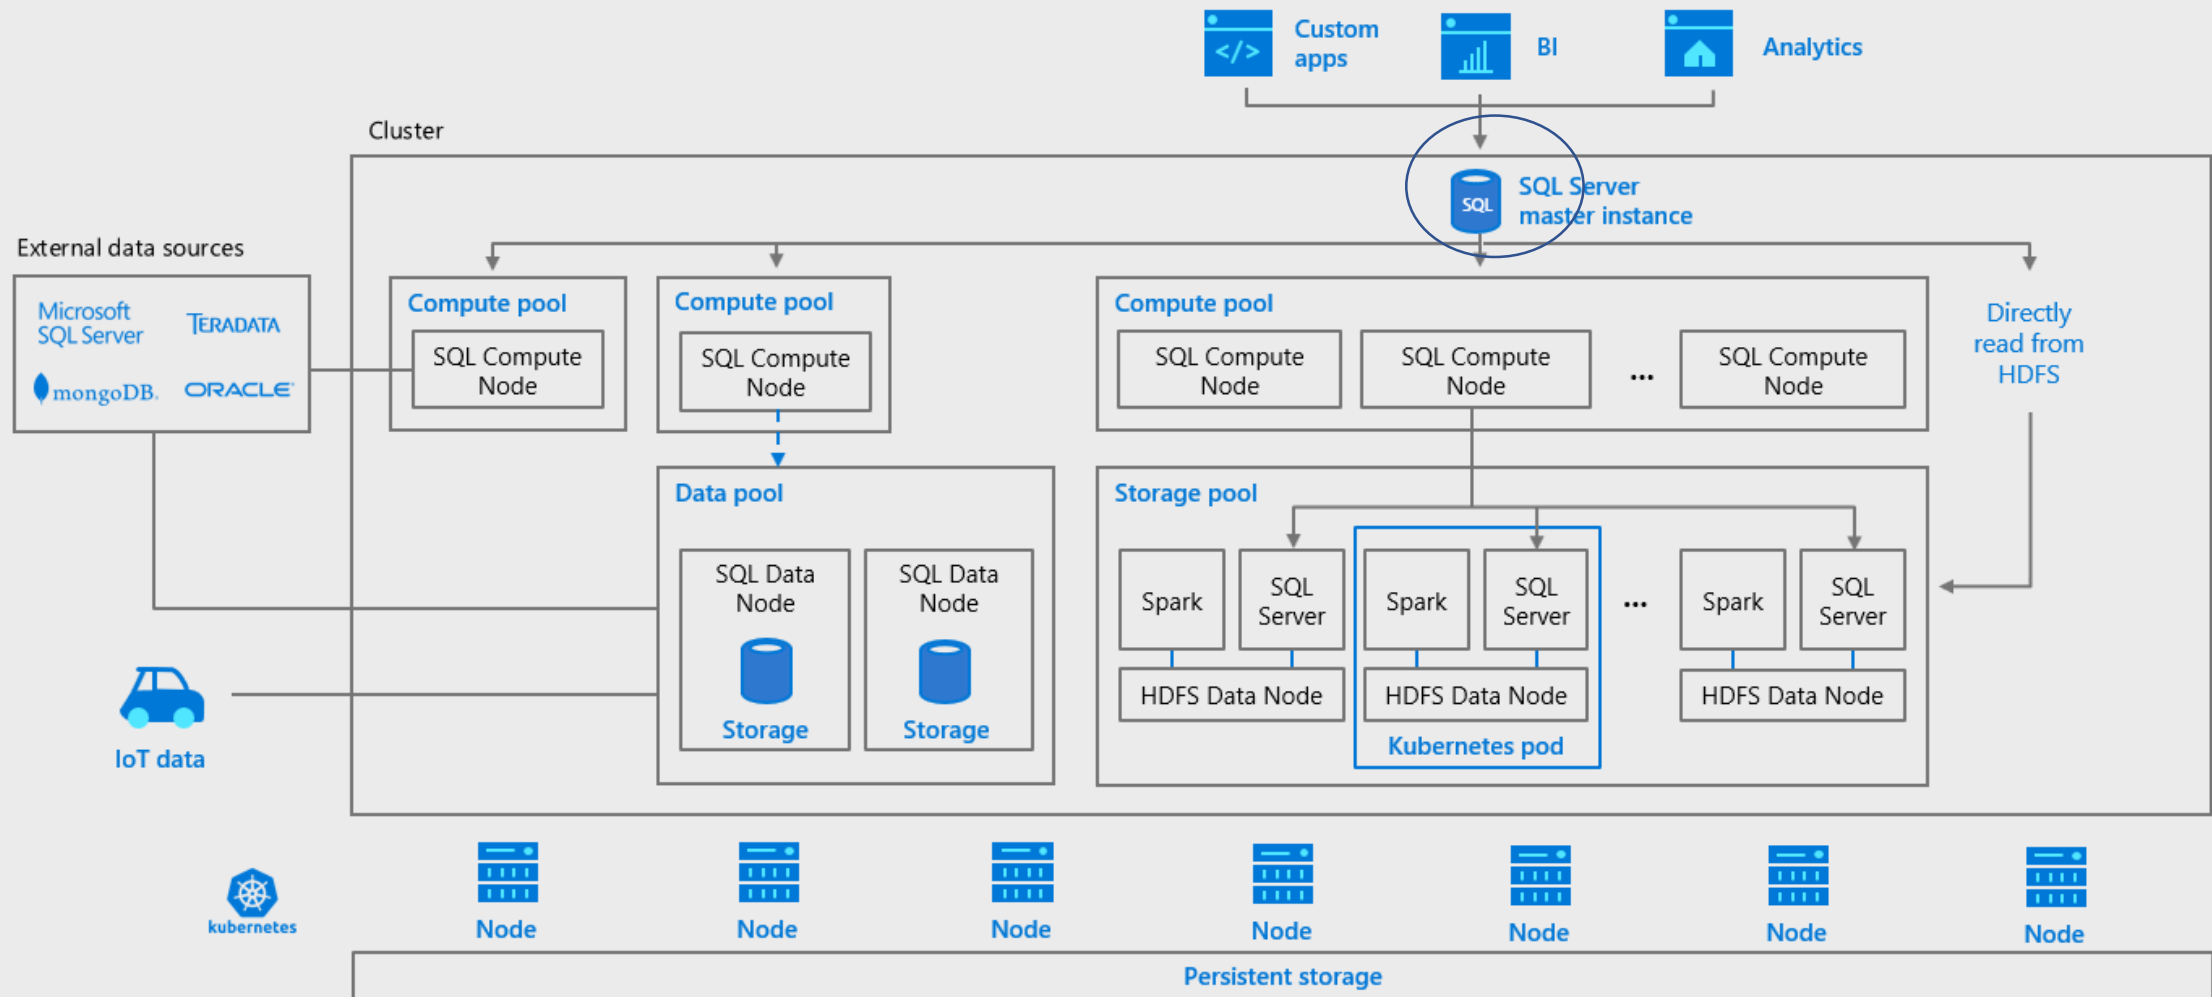 Custom
apps
</>
BI
Analytics
Cluster
SQL
SQL Server
master instance
External data sources
Microsoft
SQL Server
TERADATA
mongoDB.
ORACLE
Compute pool
SQL Compute
Node
Compute pool
SQL Compute
Node
Compute pool
SQL Compute
Node
SQL Compute
Node
...
SQL Compute
Node
Directly
read from
HDFS
Data pool
SQL Data
Node
Storage
SQL Data
Node
Storage
Storage pool
Spark
SQL
Server
HDFS Data Node
Spark
SQL
Server
HDFS Data Node
Kubernetes pod
...
Spark
SQL
Server
HDFS Data Node
IoT data
kubernetes
Node
Node
Node
Node
Node
Node
Node
Persistent storage